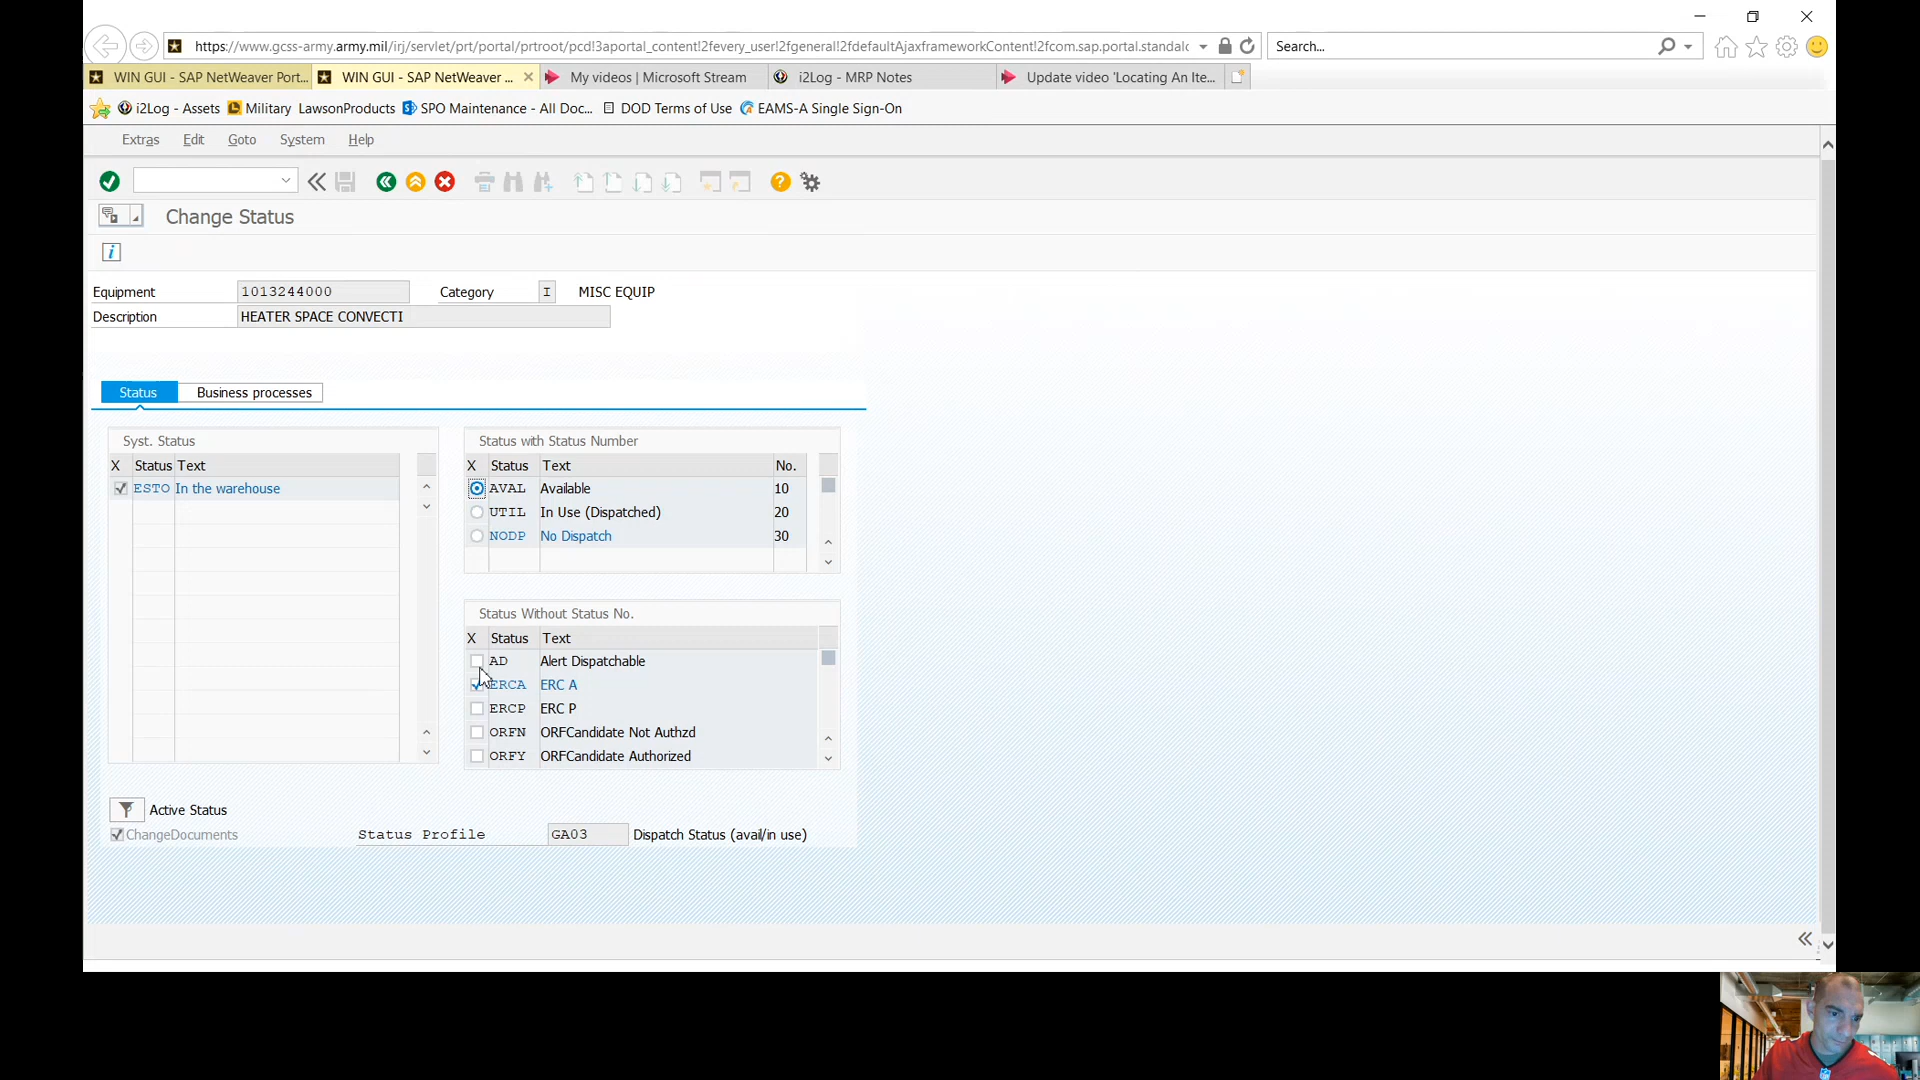 https://www.gcss-army.army.mil/irj/servlet/prt/portal/prtroot/pcd!3aportal_content!2fevery_user!2fgeneral!2fdefaultAjaxframeworkContent!2fcom.sap.portal.standalc
Search...
WIN GUI - SAP NetWeaver Port...
WIN GUI - SAP NetWeaver ...
My videos | Microsoft Stream
i2Log - MRP Notes
Update video 'Locating An Ite...
i2Log - Assets
Military
LawsonProducts
SPO Maintenance - All Doc...
DOD Terms of Use
EAMS-A Single Sign-On
Extras Edit Goto System Help
Change Status
Equipment 1013244000 Category I MISC EQUIP
Description HEATER SPACE CONVECTI
Status Business processes
Syst. Status
X Status Text
ESTO In the warehouse
Status with Status Number
X Status Text No.
AVAL Available 10
UTIL In Use (Dispatched) 20
NODP No Dispatch 30
Status Without Status No.
X Status Text
AD Alert Dispatchable
ERCA ERC A
ERCP ERC P
ORFN ORFCandidate Not Authzd
ORFY ORFCandidate Authorized
Active Status
ChangeDocuments Status Profile GA03 Dispatch Status (avail/in use)